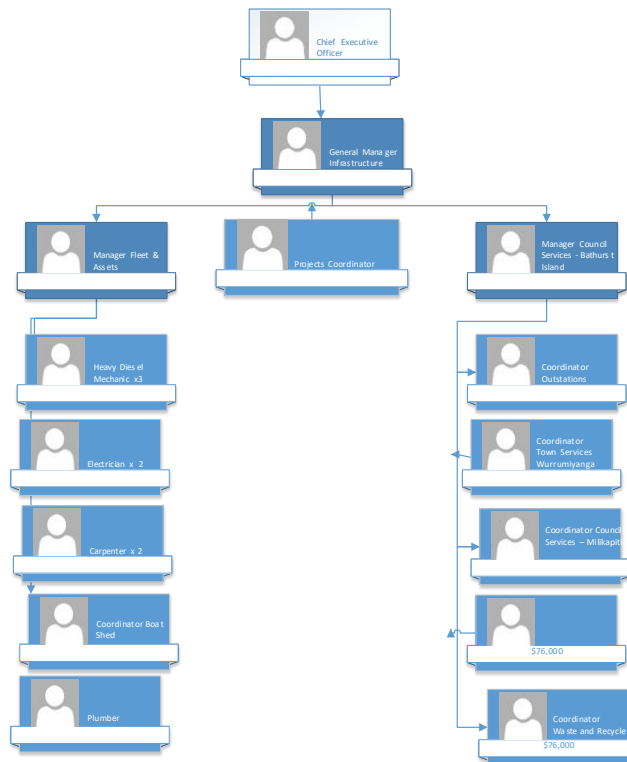 Chief Executive
Officer
General Manager
Infrastructure
Manager Fleet &
Assets
Projects Coordinator
Manager Council
Services - Bathurst
Island
Heavy Diesel
Mechanic x3
Coordinator
Outstations
Electrician x 2
Coordinator
Town Services
Wurrumiyanga
Carpenter x 2
Coordinator Council
Services – Milikapiti
Coordinator Boat
Shed
$76,000
Plumber
Coordinator
Waste and Recycle
$76,000